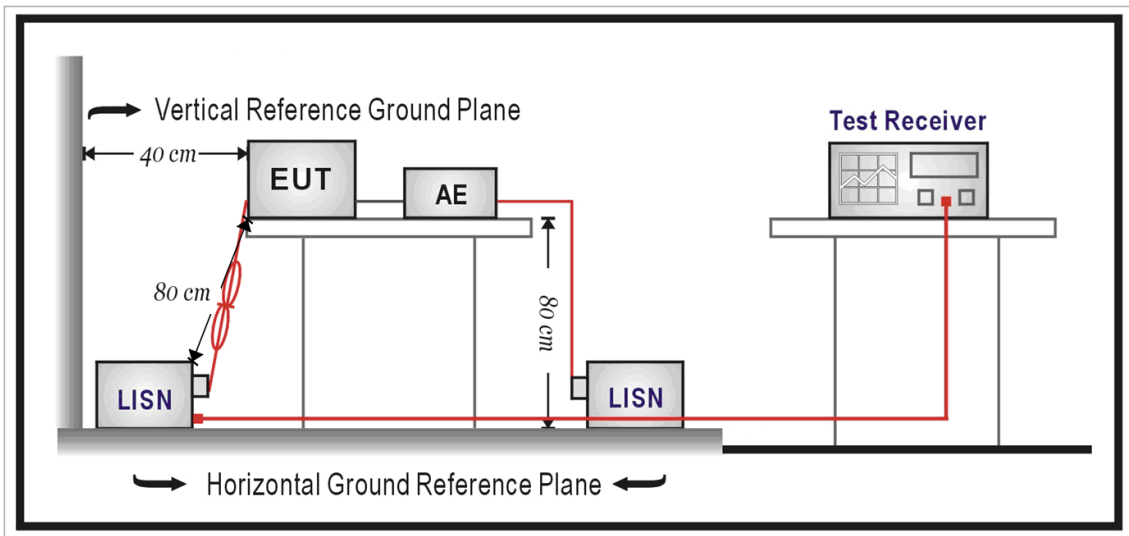 Vertical Reference Ground Plane
Test Receiver
40 cm
EUT
AE
80 cm
80 cm
LISN
LISN
Horizontal Ground Reference Plane